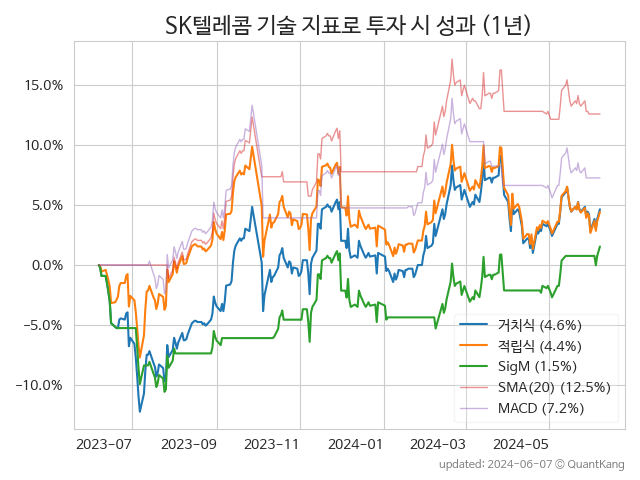 SK텔레콤 기술 지표로 투자 시 성과 (1년)
15.0%
10.0%
5.0%
0.0%
−5.0%
−10.0%
거치식 (4.6%)
적립식 (4.4%)
SigM (1.5%)
SMA(20) (12.5%)
MACD (7.2%)
2023-07 2023-09 2023-11 2024-01 2024-03 2024-05
updated: 2024-06-07 © QuantKang